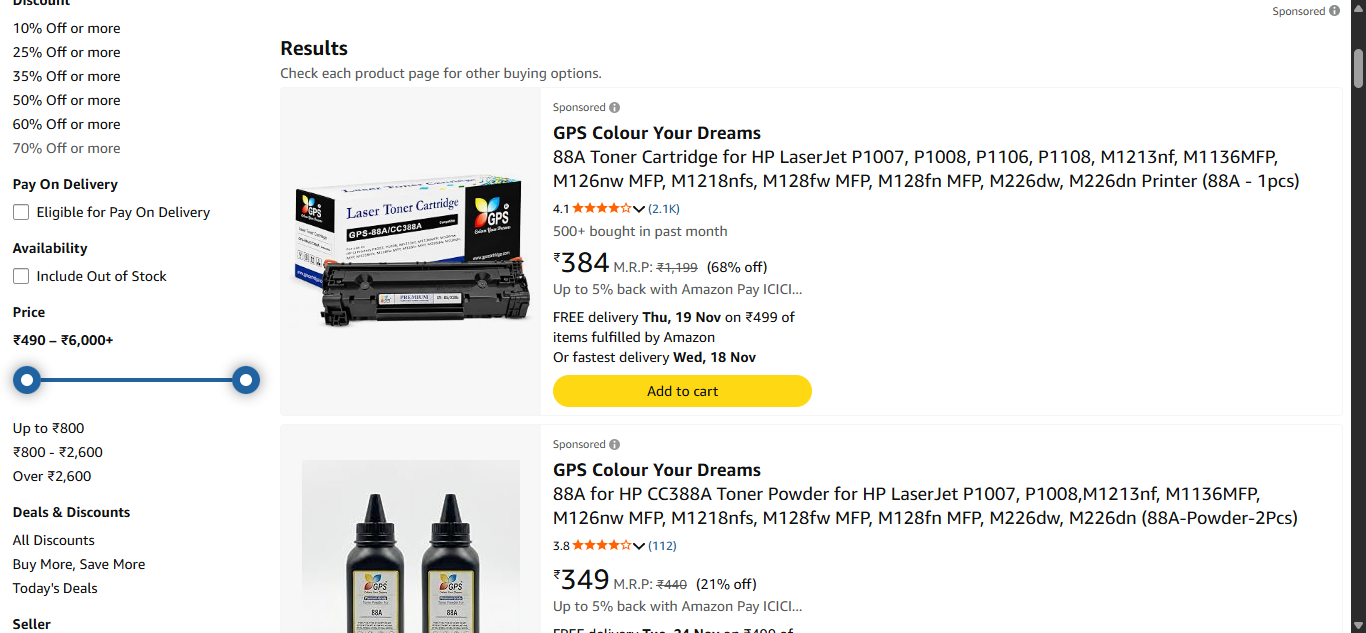 Discount
10% Off or more
25% Off or more
35% Off or more
50% Off or more
60% Off or more
70% Off or more
Pay On Delivery
Eligible for Pay On Delivery
Availability
Include Out of Stock
Price
₹490 – ₹6,000+
Up to ₹800
₹800 - ₹2,600
Over ₹2,600
Deals & Discounts
All Discounts
Buy More, Save More
Today's Deals
Seller
Sponsored
Results
Check each product page for other buying options.
GPS
Laser Toner Cartridge
GPS-88A/CC388A
GPS
PREMIUM
Sponsored
GPS Colour Your Dreams
88A Toner Cartridge for HP LaserJet P1007, P1008, P1106, P1108, M1213nf, M1136MFP,
M126nw MFP, M1218nfs, M128fw MFP, M128fn MFP, M226dw, M226dn Printer (88A - 1pcs)
4.1 (2.1K)
500+ bought in past month
₹384 M.R.P: ₹1,199 (68% off)
Up to 5% back with Amazon Pay ICICI...
FREE delivery Thu, 19 Nov on ₹499 of
items fulfilled by Amazon
Or fastest delivery Wed, 18 Nov
Add to cart
GPS GPS
88A 88A
Sponsored
GPS Colour Your Dreams
88A for HP CC388A Toner Powder for HP LaserJet P1007, P1008,M1213nf, M1136MFP,
M126nw MFP, M1218nfs, M128fw MFP, M128fn MFP, M226dw, M226dn (88A-Powder-2Pcs)
3.8 (112)
₹349 M.R.P: ₹440 (21% off)
Up to 5% back with Amazon Pay ICICI...
FREE delivery Tue, 24 Nov on ₹499 of